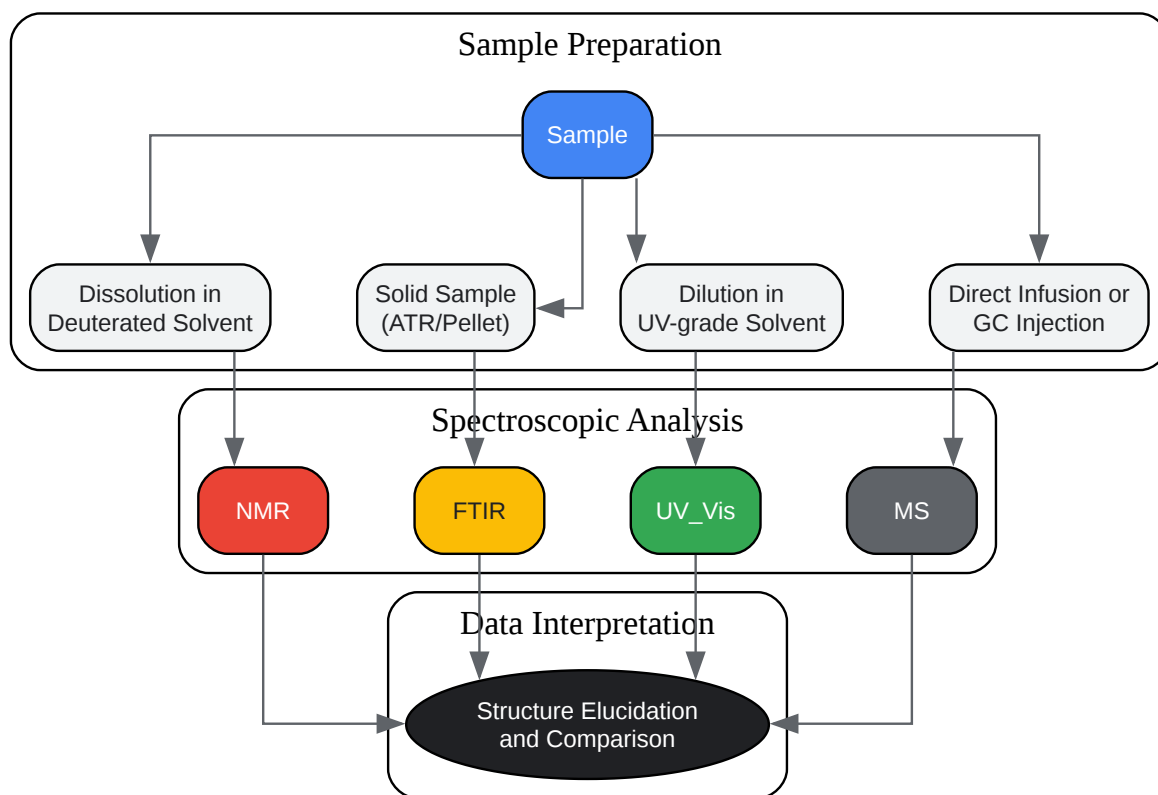 Sample Preparation
Sample
Dissolution in
Deuterated Solvent
Solid Sample
(ATR/Pellet)
Dilution in
UV-grade Solvent
Direct Infusion or
GC Injection
Spectroscopic Analysis
NMR
FTIR
UV_Vis
MS
Data Interpretation
Structure Elucidation
and Comparison